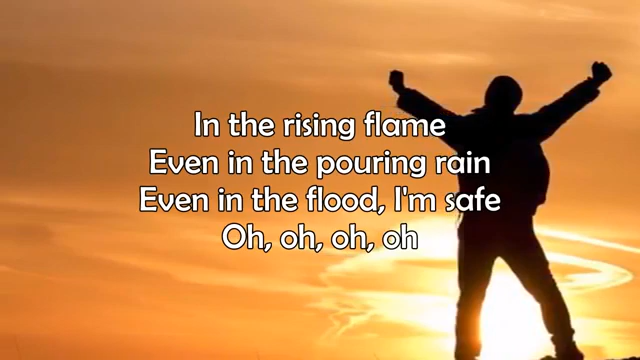 In the rising flame
Even in the pouring rain
Even in the flood, I'm safe
Oh, oh, oh, oh